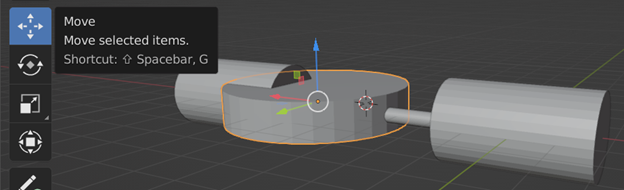 Move
Move selected items.
Shortcut: ⇧ Spacebar, G